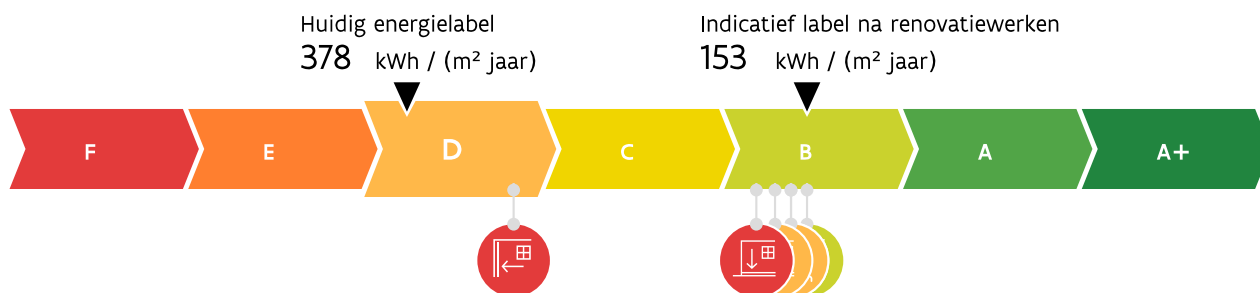 Huidig energielabel
378 kWh / (m² jaar)
Indicatief label na renovatiewerken
153 kWh / (m² jaar)
F E D C B A A+